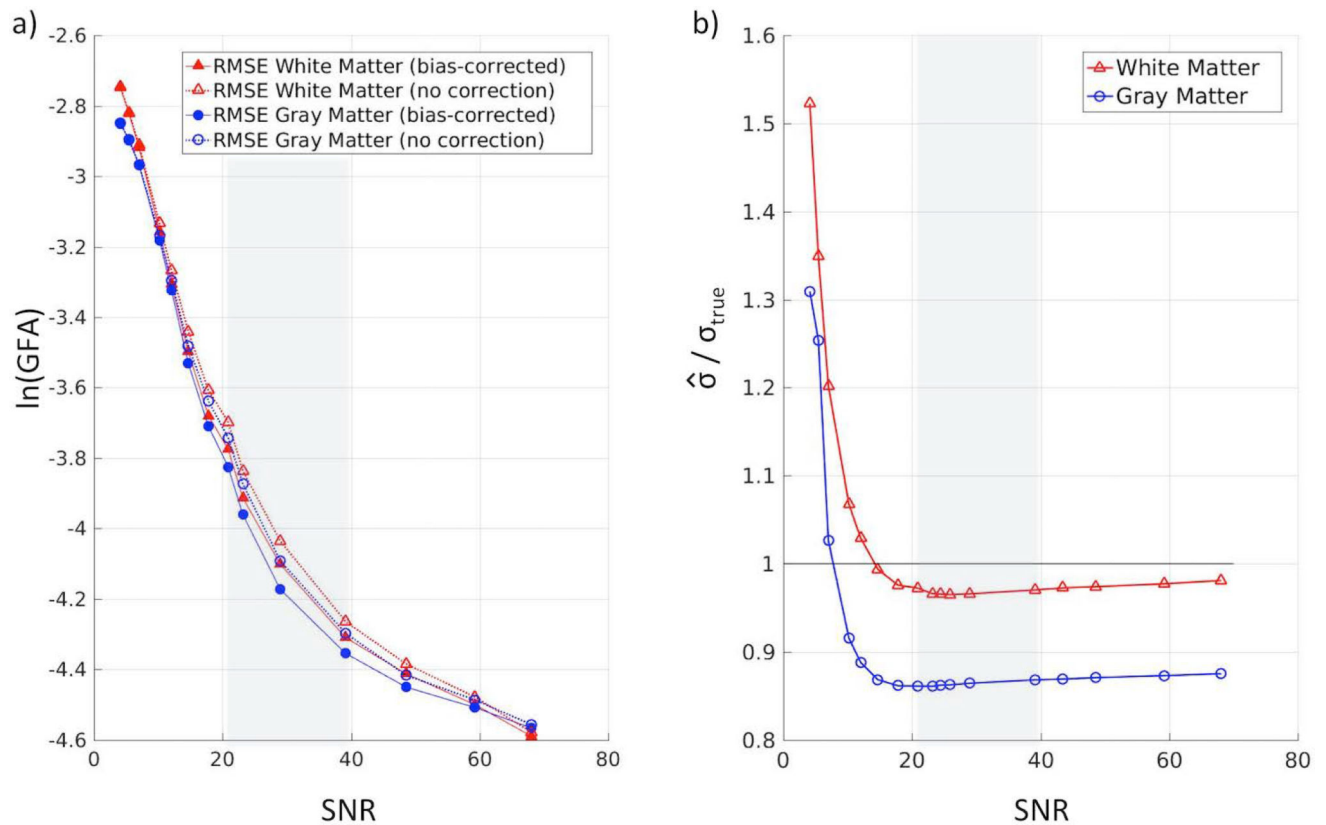 a)
-2.6
-2.8
-3
-3.2
-3.4
-3.6
-3.8
-4
-4.2
-4.4
-4.6
ln(GFA)
RMSE White Matter (bias-corrected)
RMSE White Matter (no correction)
RMSE Gray Matter (bias-corrected)
RMSE Gray Matter (no correction)
0 20 40 60 80
SNR
b)
1.6
1.5
1.4
1.3
1.2
1.1
1
0.9
0.8
σ̂ / σtrue
White Matter
Gray Matter
0 20 40 60 80
SNR